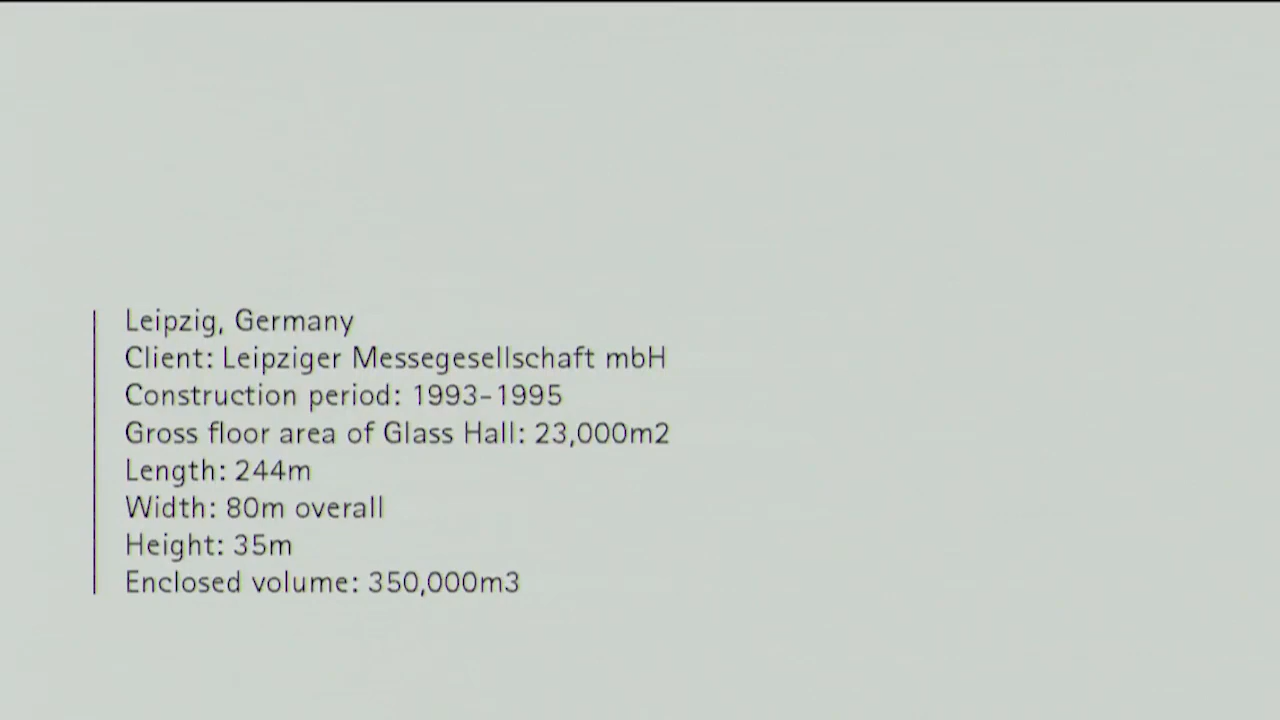 Leipzig, Germany
Client: Leipziger Messegesellschaft mbH
Construction period: 1993-1995
Gross floor area of Glass Hall: 23,000m2
Length: 244m
Width: 80m overall
Height: 35m
Enclosed volume: 350,000m3